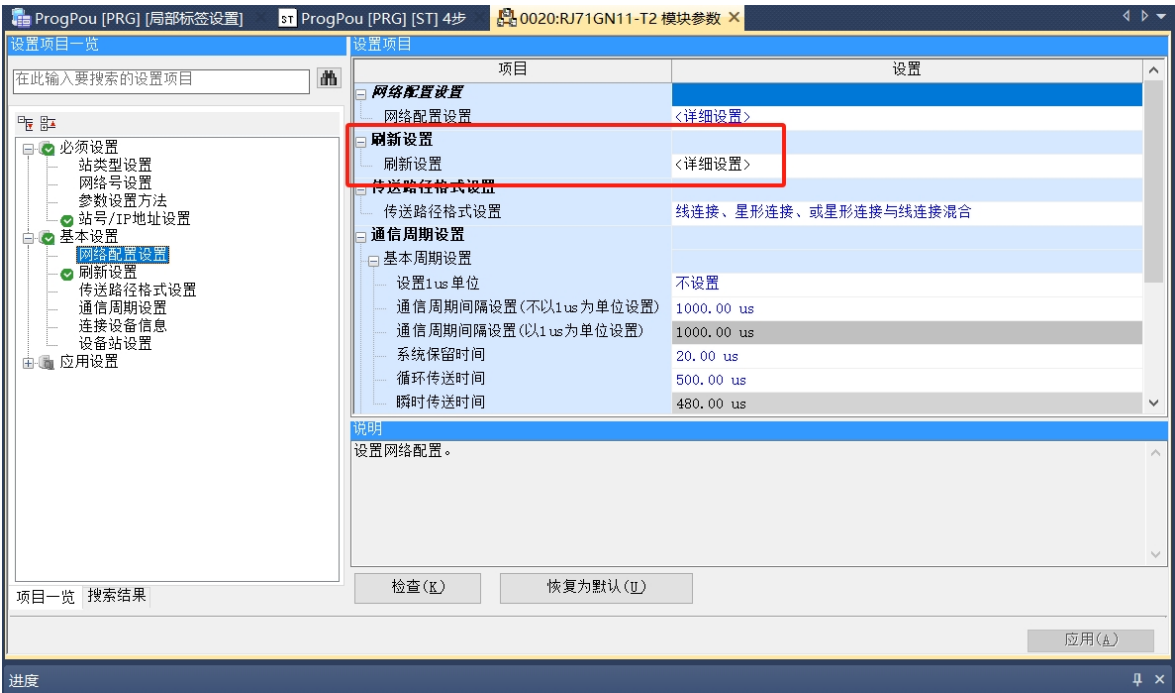 ProgPou [PRG] [局部标签设置] ST ProgPou [PRG] [ST] 4步 0020:RJ71GN11-T2 模块参数
设置项目一览
在此输入要搜索的设置项目
必须设置
站类型设置
网络号设置
参数设置方法
站号/IP地址设置
基本设置
网络配置设置
刷新设置
传送路径格式设置
通信周期设置
连接设备信息
设备站设置
应用设置
项目一览 搜索结果
设置项目
项目 设置
网络配置设置
网络配置设置 <详细设置>
刷新设置
刷新设置 <详细设置>
传送路径格式设置
传送路径格式设置 线连接、星形连接、或星形连接与线连接混合
通信周期设置
基本周期设置
设置1us单位 不设置
通信周期间隔设置(不以1us为单位设置) 1000.00 us
通信周期间隔设置(以1us为单位设置) 1000.00 us
系统保留时间 20.00 us
循环传送时间 500.00 us
瞬时传送时间 480.00 us
说明
设置网络配置。
检查(K) 恢复为默认(U)
应用(A)
进度